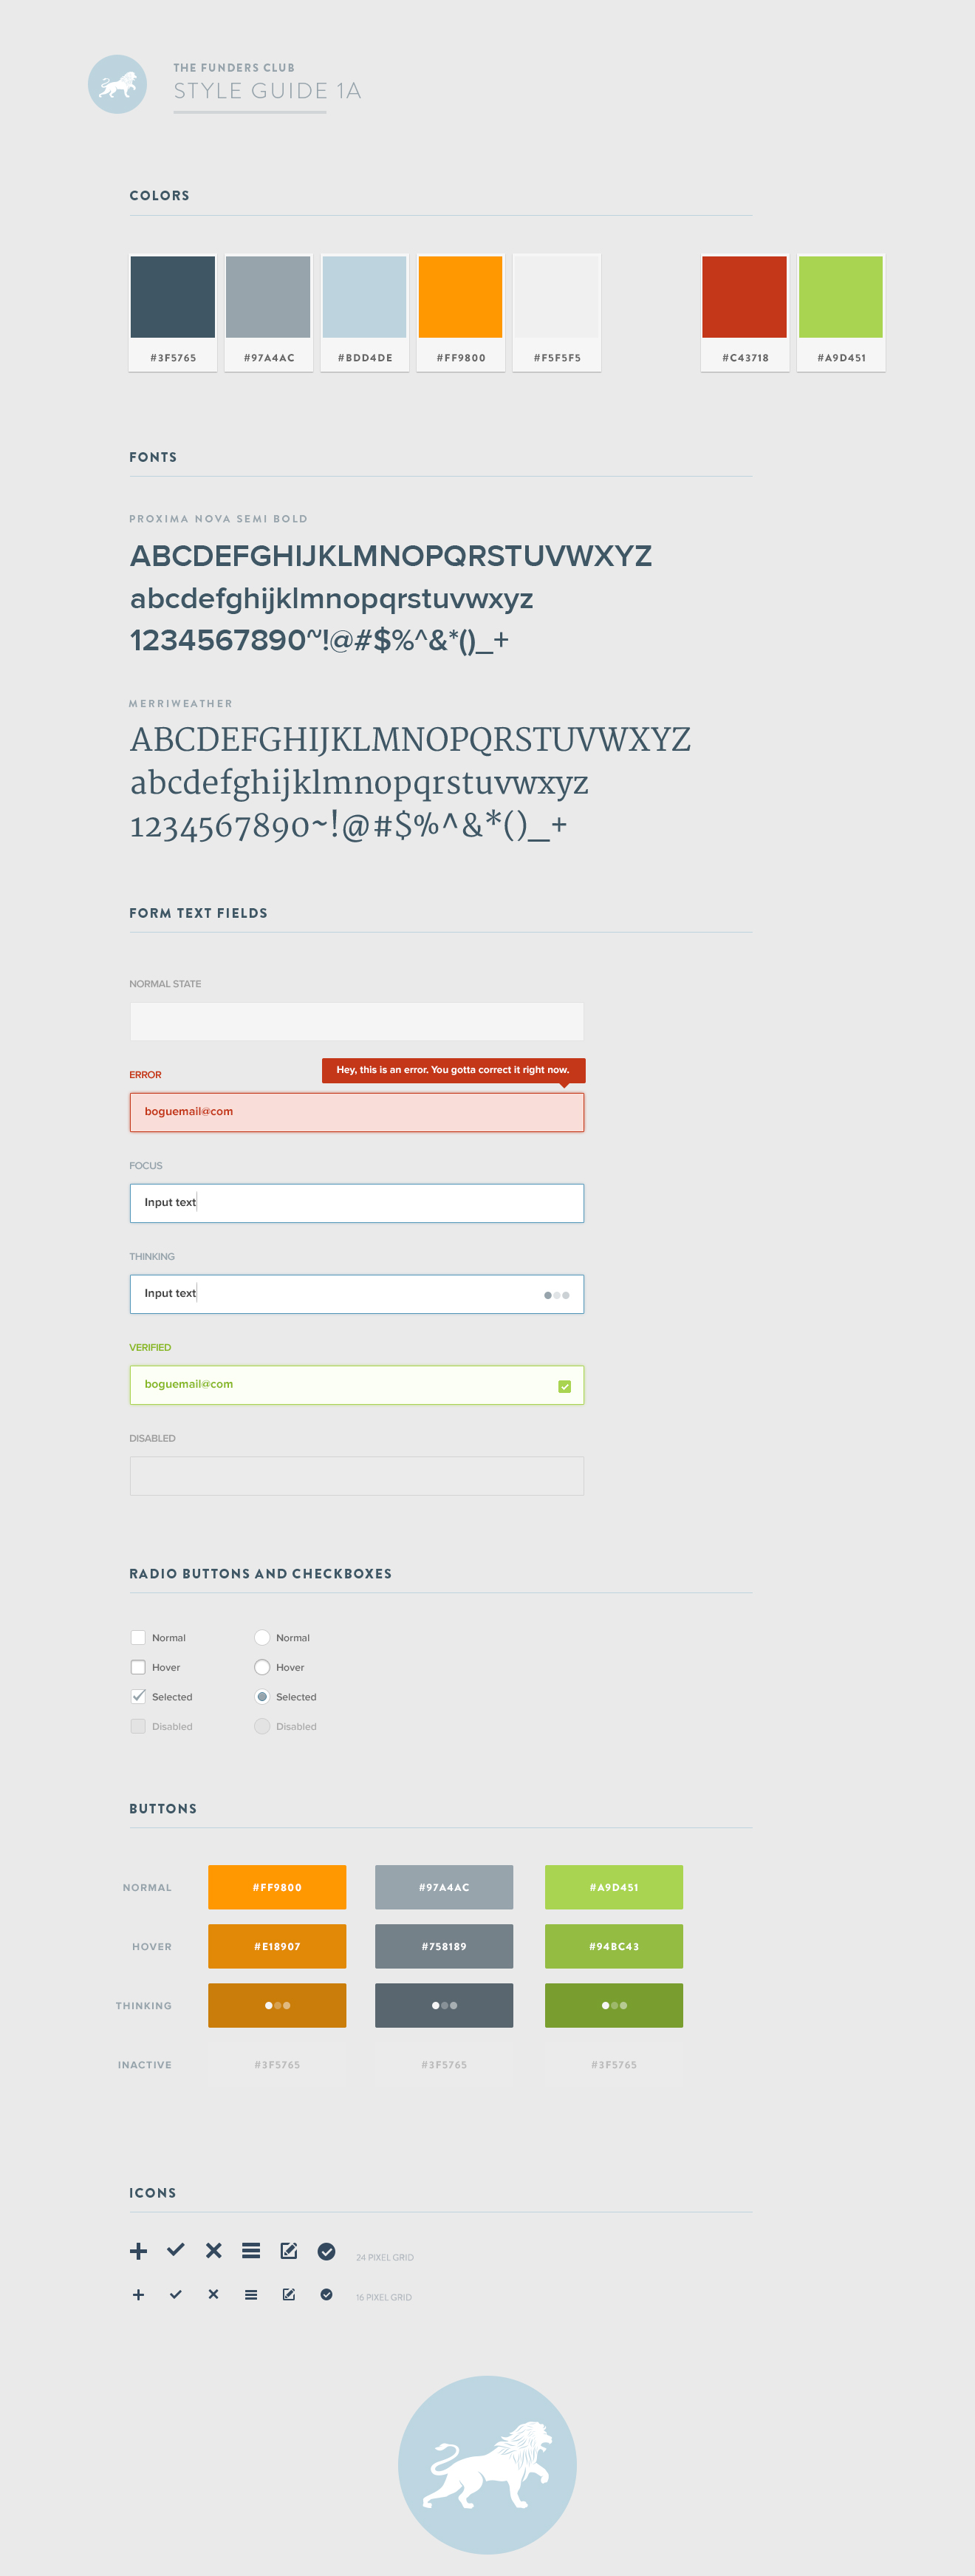 THE FUNDERS CLUB
STYLE GUIDE 1A
COLORS
#3F5765 #97A4AC #BDD4DE #FF9800 #F5F5F5 #C43718 #A9D451
FONTS
PROXIMA NOVA SEMI BOLD
ABCDEFGHIJKLMNOPQRSTUVWXYZ
abcdefghijklmnopqrstuvwxyz
1234567890~!@#$%^&*()_+
MERRIWEATHER
ABCDEFGHIJKLMNOPQRSTUVWXYZ
abcdefghijklmnopqrstuvwxyz
1234567890~!@#$%^&*()_+
FORM TEXT FIELDS
NORMAL STATE
Hey, this is an error. You gotta correct it right now.
ERROR
boguemail@com
FOCUS
Input text
THINKING
Input text
VERIFIED
boguemail@com
DISABLED
RADIO BUTTONS AND CHECKBOXES
Normal Normal
Hover Hover
Selected Selected
Disabled Disabled
BUTTONS
NORMAL #FF9800 #97A4AC #A9D451
HOVER #E18907 #758189 #94BC43
THINKING
INACTIVE #3F5765 #3F5765 #3F5765
ICONS
24 PIXEL GRID
16 PIXEL GRID